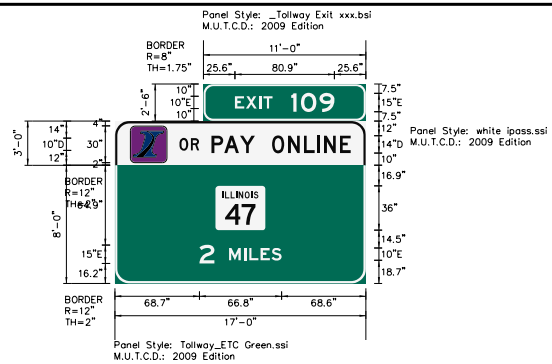 Panel Style: _Tollway Exit xxx.bsi
M.U.T.C.D.: 2009 Edition
BORDER
R=8"
TH=1.75"
11'-0"
25.6" 80.9" 25.6"
2'-6"
10"
10"E
10"
EXIT 109
7.5"
15"E
7.5"
3'-0"
14"
10"D
12"
4"
30"
2"
OR PAY ONLINE
12"
14"D
10"
Panel Style: white ipass.ssi
M.U.T.C.D.: 2009 Edition
BORDER
R=12"
TH=2"
8'-0"
64.9"
15"E
16.2"
ILLINOIS
47
2 MILES
16.9"
36"
14.5"
10"E
18.7"
BORDER
R=12"
TH=2"
68.7" 66.8" 68.6"
17'-0"
Panel Style: Tollway_ETC Green.ssi
M.U.T.C.D.: 2009 Edition